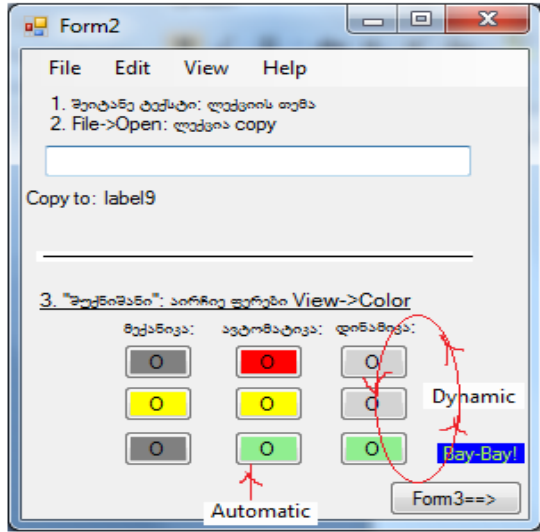 Form2
File Edit View Help
1. შეიტანე ტექსტი: ლექციის თემა
2. File->Open: ლექცია copy
Copy to: label9
3. "შუქნიშანი": აირჩიე ფერები View->Color
მექანიკა: ავტომატიკა: დინამიკა:
O O O
O O O
Dynamic
O O O
Bay-Bay!
Automatic
Form3==>